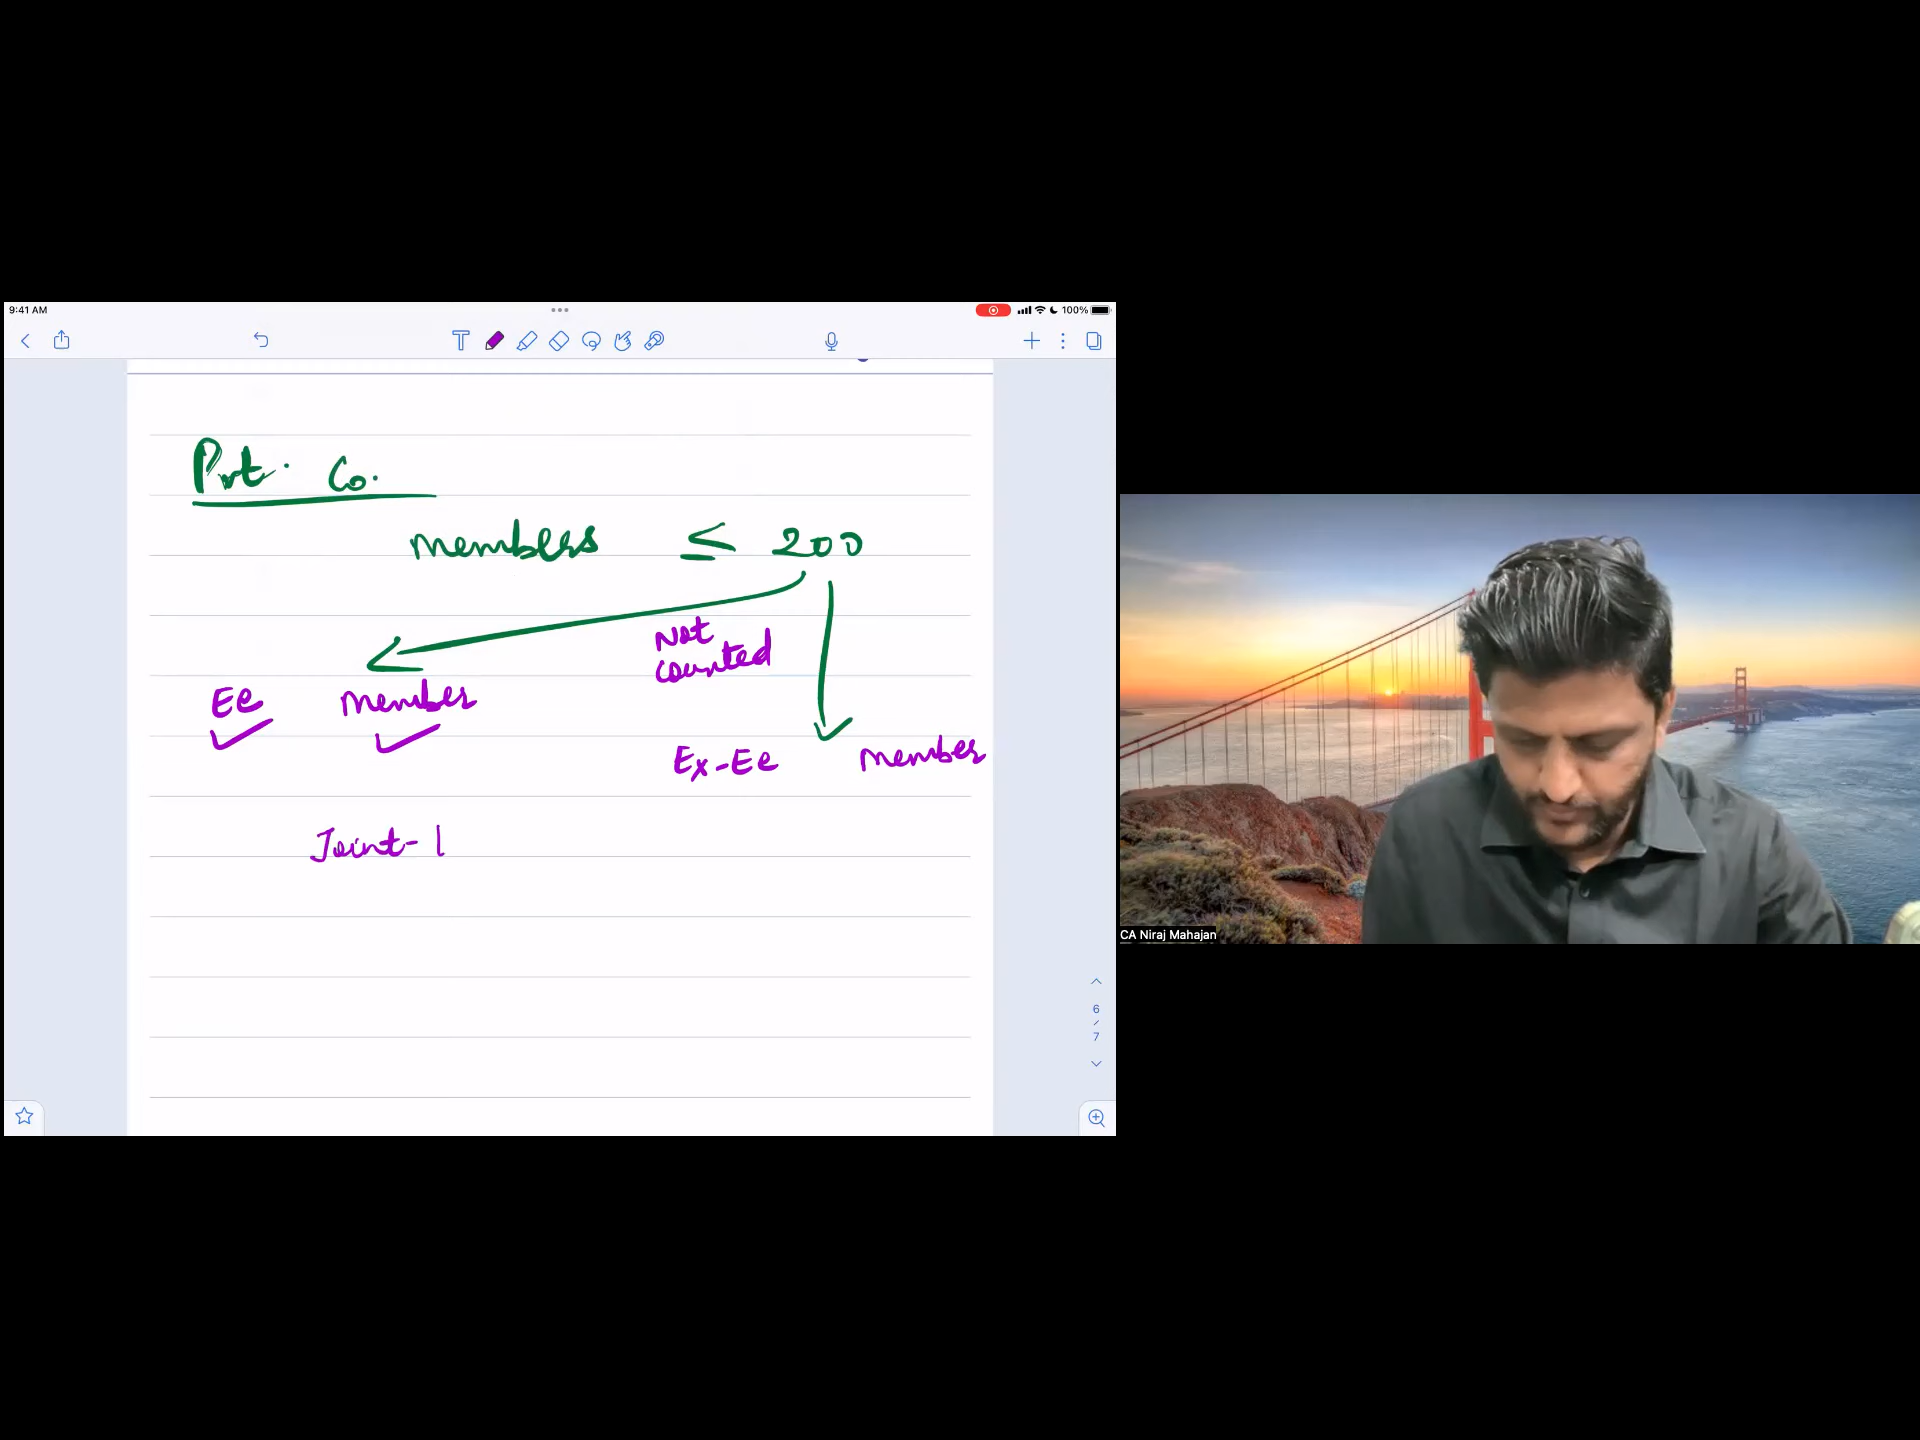 9:41 AM
100%
Pvt. Co.
members ≤ 200
Not
counted
Ee member
Ex-Ee member
Joint- 1
CA Niraj Mahajan
6
/
7